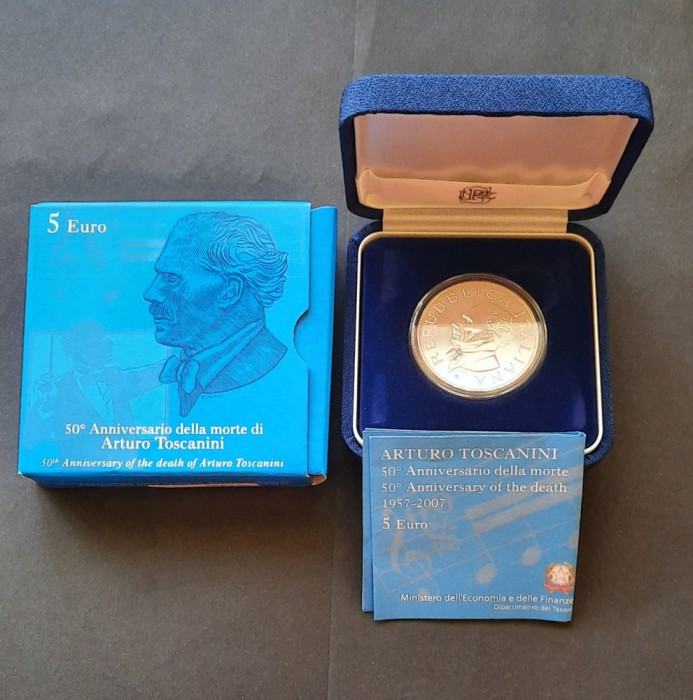 5 Euro
50° Anniversario della morte di
Arturo Toscanini
50th Anniversary of the death of Arturo Toscanini
REPUBBLICA ITALIANA
ARTURO TOSCANINI
50° Anniversario della morte
50° Anniversary of the death
1957-2007
5 Euro
Ministero dell'Economia e delle Finanze
Dipartimento del Tesoro